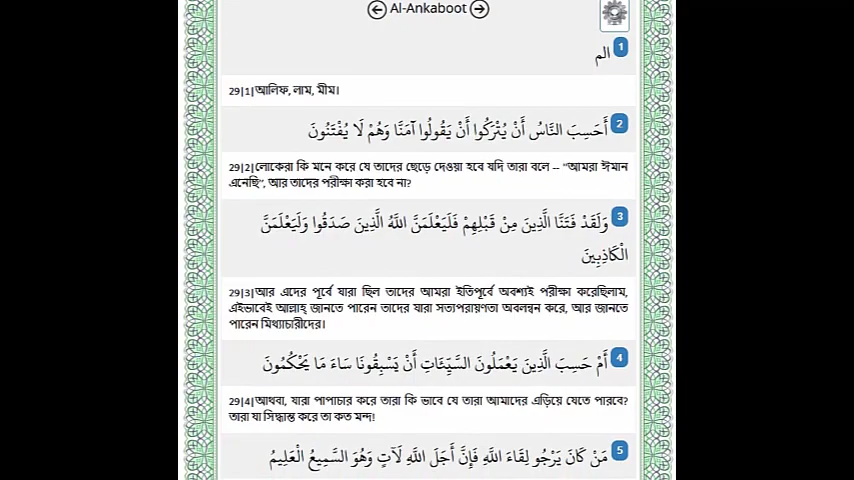 Al-Ankaboot
1
الم
29|1|আলিফ, লাম, মীম।
2
أَحَسِبَ النَّاسُ أَنْ يُتْرَكُوا أَنْ يَقُولُوا آمَنَّا وَهُمْ لَا يُفْتَنُونَ
29|2|লোকেরা কি মনে করে যে তাদের ছেড়ে দেওয়া হবে যদি তারা বলে -- “আমরা ঈমান
এনেছি”, আর তাদের পরীক্ষা করা হবে না?
3
وَلَقَدْ فَتَنَّا الَّذِينَ مِنْ قَبْلِهِمْ فَلَيَعْلَمَنَّ اللَّهُ الَّذِينَ صَدَقُوا وَلَيَعْلَمَنَّ
الْكَاذِبِينَ
29|3|আর এদের পূর্বে যারা ছিল তাদের আমরা ইতিপূর্বে অবশ্যই পরীক্ষা করেছিলাম,
এইভাবেই আল্লাহ্ জানতে পারেন তাদের যারা সত্যপরায়ণতা অবলন্বন করে, আর জানতে
পারেন মিথ্যাচারীদের।
4
أَمْ حَسِبَ الَّذِينَ يَعْمَلُونَ السَّيِّئَاتِ أَنْ يَسْبِقُونَا سَاءَ مَا يَحْكُمُونَ
29|4|আথবা, যারা পাপাচার করে তারা কি ভাবে যে তারা আমাদের এড়িয়ে যেতে পারবে?
তারা যা সিদ্ধান্ত করে তা কত মন্দ!
5
مَنْ كَانَ يَرْجُو لِقَاءَ اللَّهِ فَإِنَّ أَجَلَ اللَّهِ لَآتٍ وَهُوَ السَّمِيعُ الْعَلِيمُ